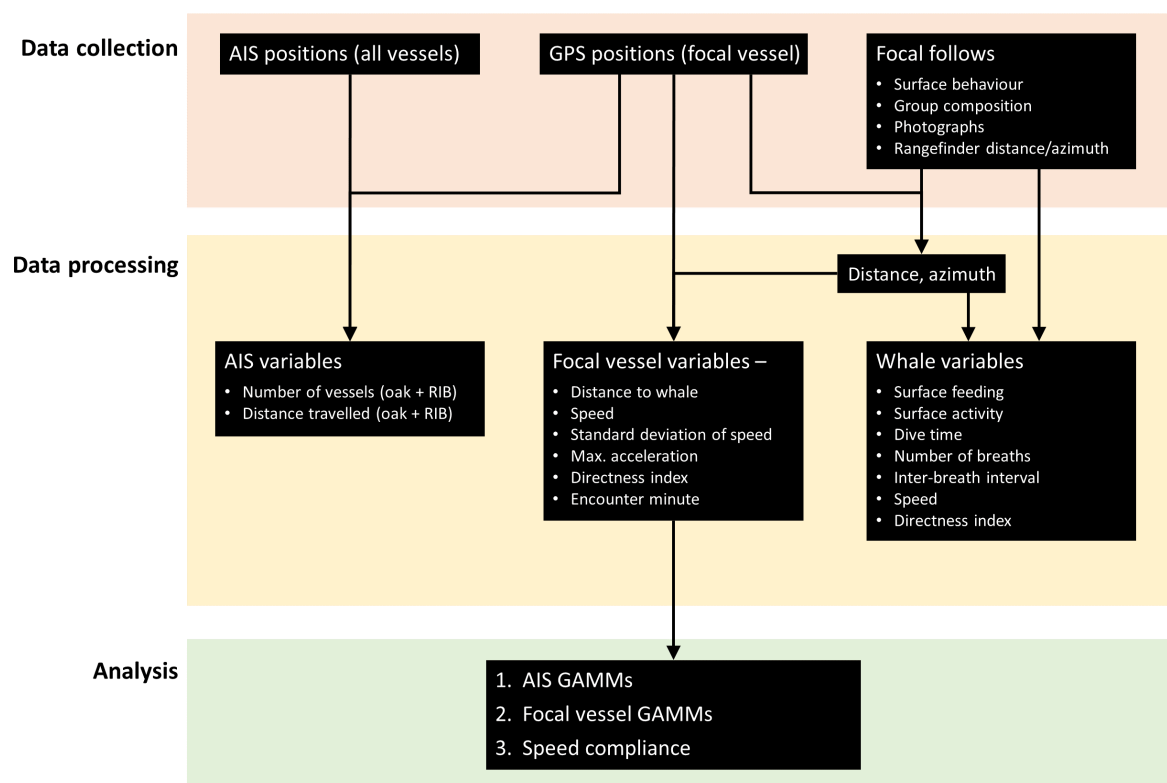 Data collection
AIS positions (all vessels)
GPS positions (focal vessel)
Focal follows
• Surface behaviour
• Group composition
• Photographs
• Rangefinder distance/azimuth
Data processing
Distance, azimuth
AIS variables
• Number of vessels (oak + RIB)
• Distance travelled (oak + RIB)
Focal vessel variables –
• Distance to whale
• Speed
• Standard deviation of speed
• Max. acceleration
• Directness index
• Encounter minute
Whale variables
• Surface feeding
• Surface activity
• Dive time
• Number of breaths
• Inter-breath interval
• Speed
• Directness index
Analysis
1. AIS GAMMs
2. Focal vessel GAMMs
3. Speed compliance